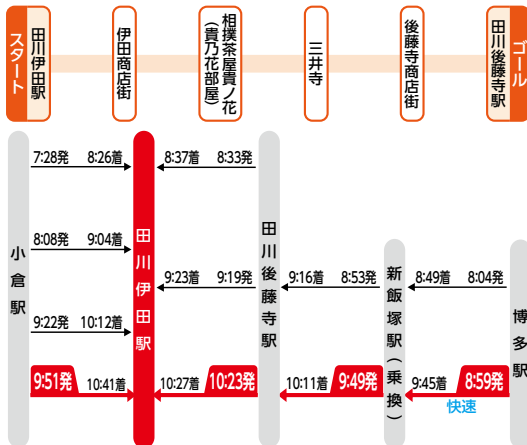 スタート
田川伊田駅
伊田商店街
相撲茶屋貴ノ花
(貴乃花部屋)
三井寺
後藤寺商店街
田川後藤寺駅
ゴール
小倉駅
田川伊田駅
田川後藤寺駅
新飯塚駅(乗換)
博多駅
7:28発 8:26着 8:37着 8:33発
8:08発 9:04着
9:23着 9:19発 9:16着 8:53発 8:49着 8:04発
9:22発 10:12着
9:51発 10:41着 10:27着 10:23発 10:11着 9:49発 9:45着 8:59発
快速